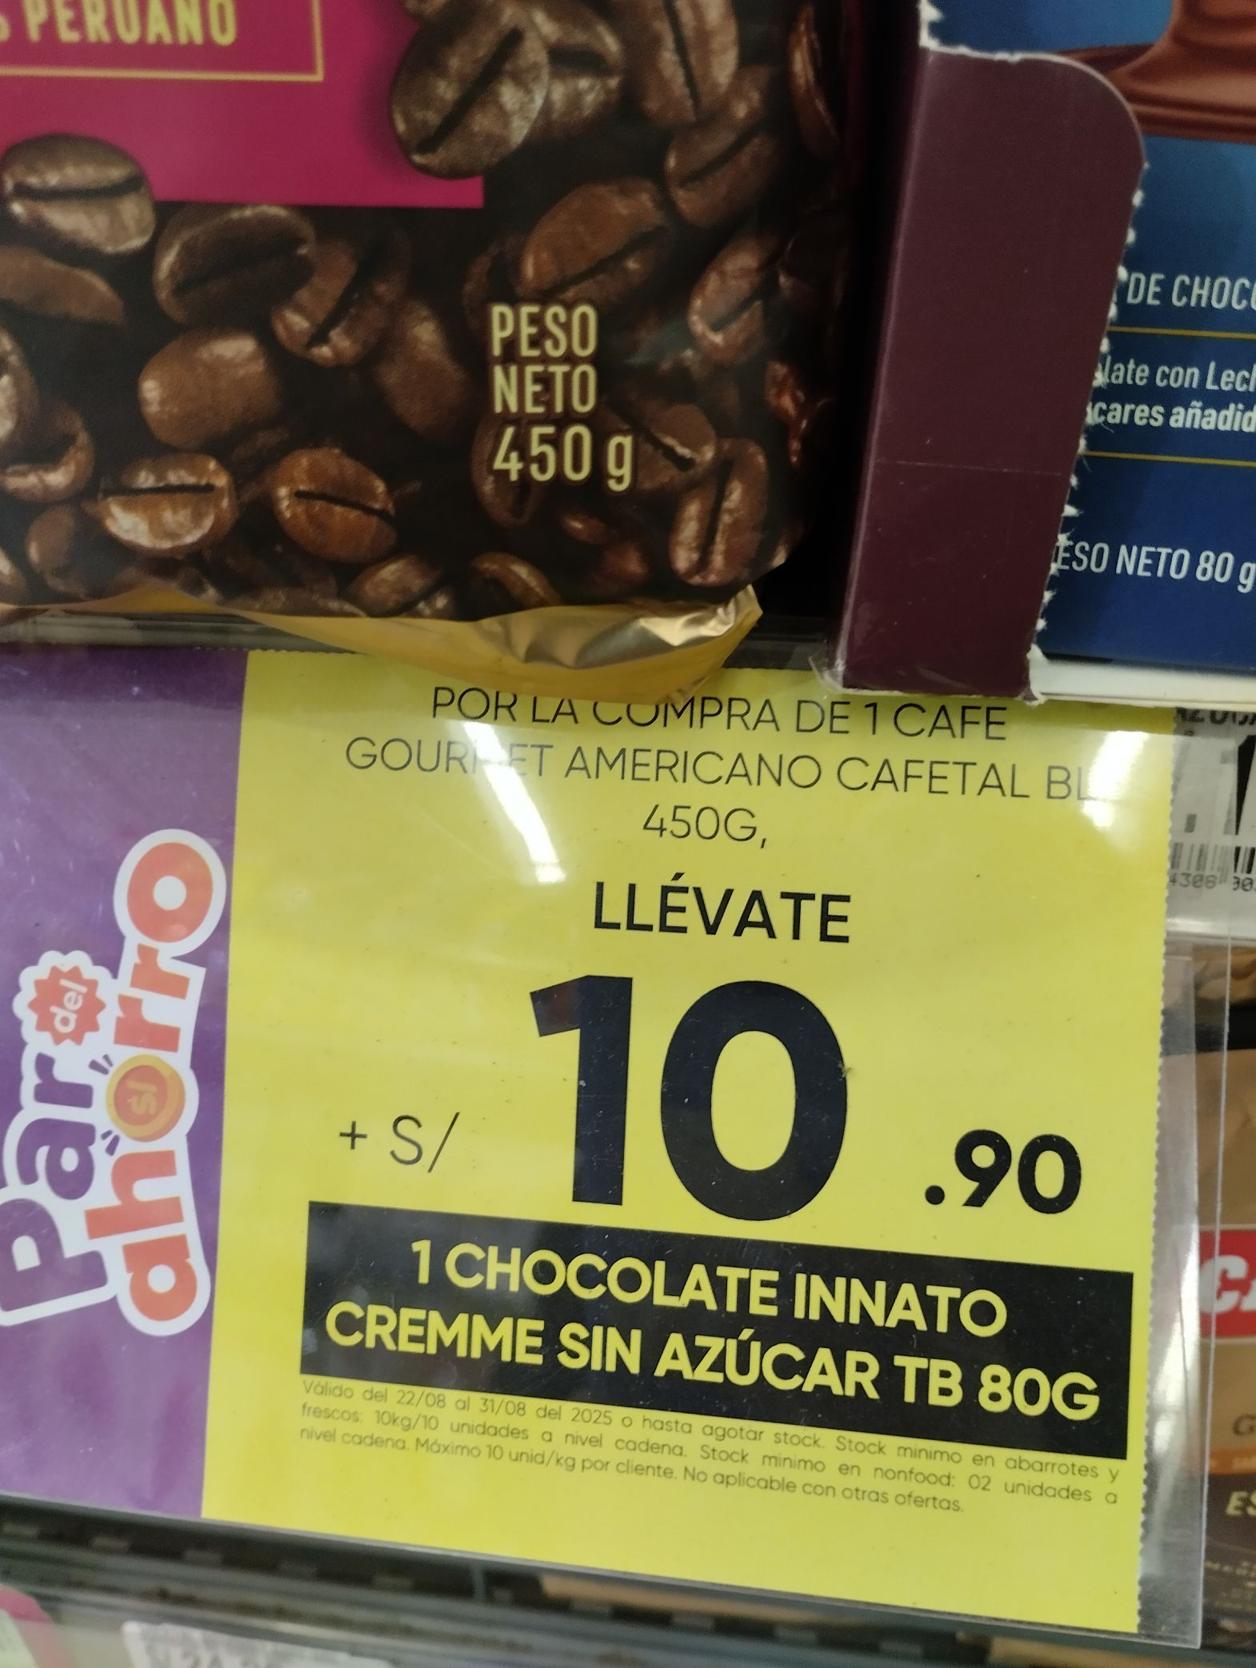 PERUANO
PESO
NETO
450 g
DE CHOC
late con Lec
cares añadid
ESO NETO 80 g
POR LA COMPRA DE 1 CAFE
GOURMET AMERICANO CAFETAL BL
450G,
LLÉVATE
+ S/ 10.90
1 CHOCOLATE INNATO
CREMME SIN AZÚCAR TB 80G
Válido del 22/08 al 31/08 del 2025 o hasta agotar stock. Stock mínimo en abarrotes y
frescos: 10kg/10 unidades a nivel cadena. Stock mínimo en nonfood: 02 unidades a
nivel cadena. Máximo 10 unid/kg por cliente. No aplicable con otras ofertas.
Par del
ahorro
S/